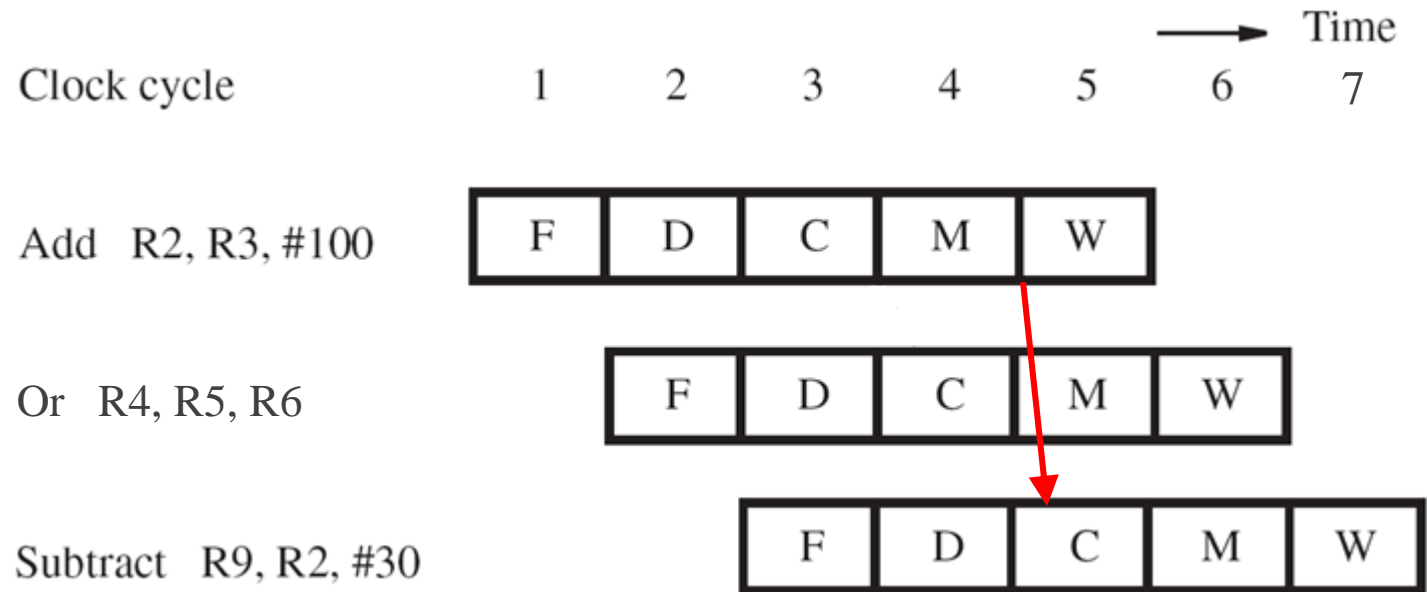 Time
Clock cycle 1 2 3 4 5 6 7
Add R2, R3, #100 F D C M W
Or R4, R5, R6 F D C M W
Subtract R9, R2, #30 F D C M W